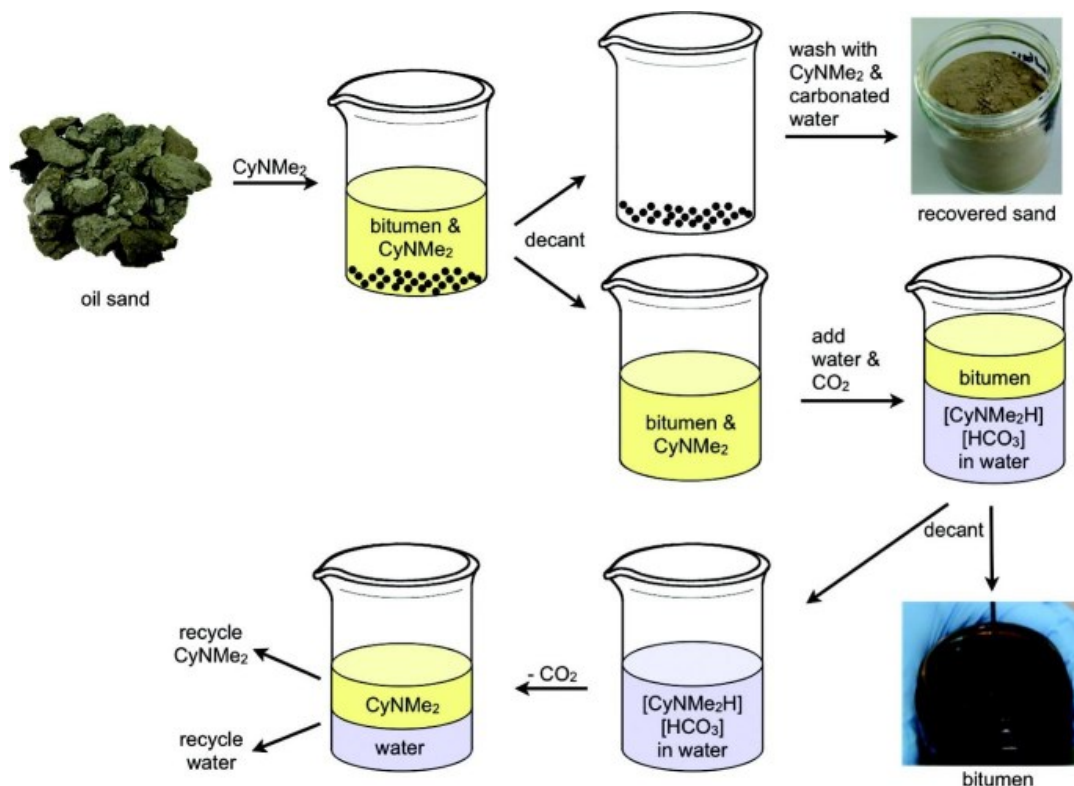 oil sand
CyNMe₂
bitumen &
CyNMe₂
decant
wash with
CyNMe₂ &
carbonated
water
recovered sand
bitumen &
CyNMe₂
add
water &
CO₂
bitumen
[CyNMe₂H]
[HCO₃]
in water
decant
bitumen
[CyNMe₂H]
[HCO₃]
in water
- CO₂
CyNMe₂
water
recycle
CyNMe₂
recycle
water